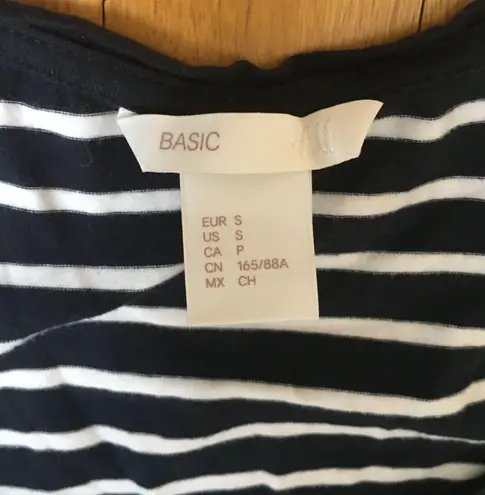 BASIC
EUR S
US S
CA P
CN 165/88A
MX CH